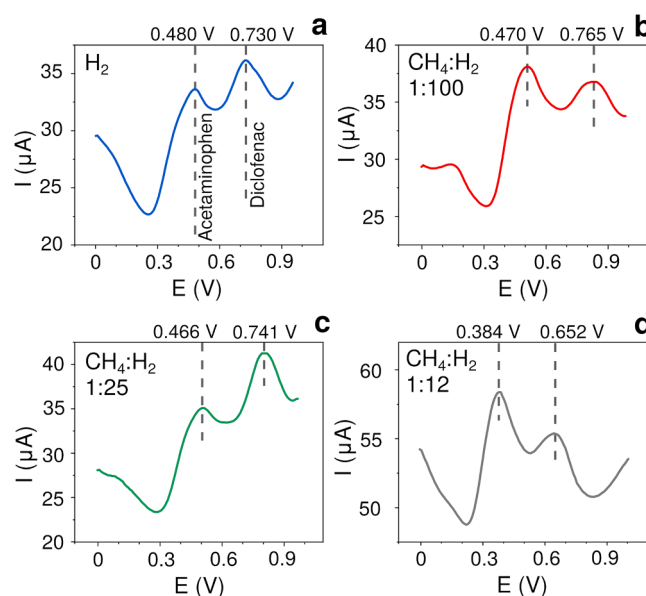 0.480 V 0.730 V a
H₂
35
30
25
20
I (µA)
Acetaminophen
Diclofenac
0 0.3 0.6 0.9
E (V)
0.470 V 0.765 V b
CH₄:H₂
1:100
40
35
30
25
I (µA)
0 0.3 0.6 0.9
E (V)
0.466 V 0.741 V c
CH₄:H₂
1:25
40
35
30
25
20
I (µA)
0 0.3 0.6 0.9
E (V)
0.384 V 0.652 V d
CH₄:H₂
1:12
60
55
50
I (µA)
0 0.3 0.6 0.9
E (V)